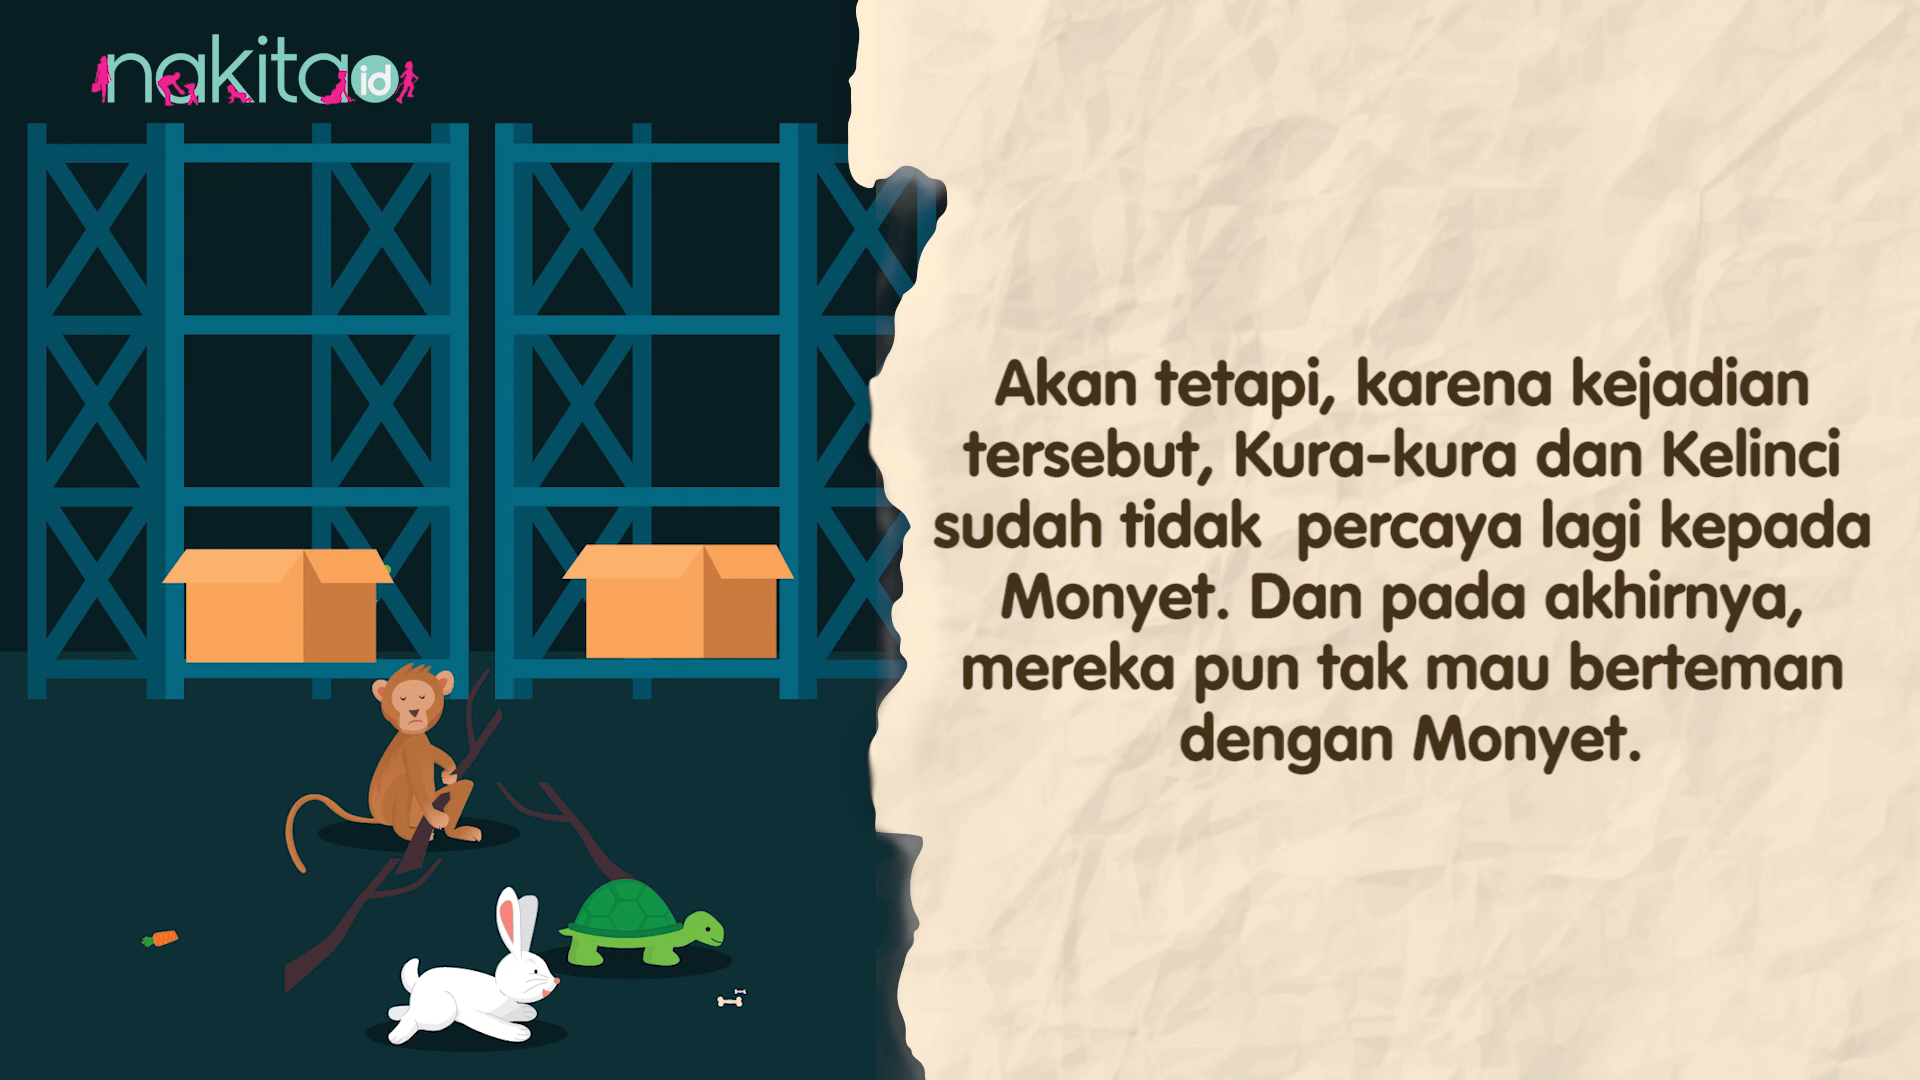 nakita id
Akan tetapi, karena kejadian
tersebut, Kura-kura dan Kelinci
sudah tidak  percaya lagi kepada
Monyet. Dan pada akhirnya,
mereka pun tak mau berteman
dengan Monyet.